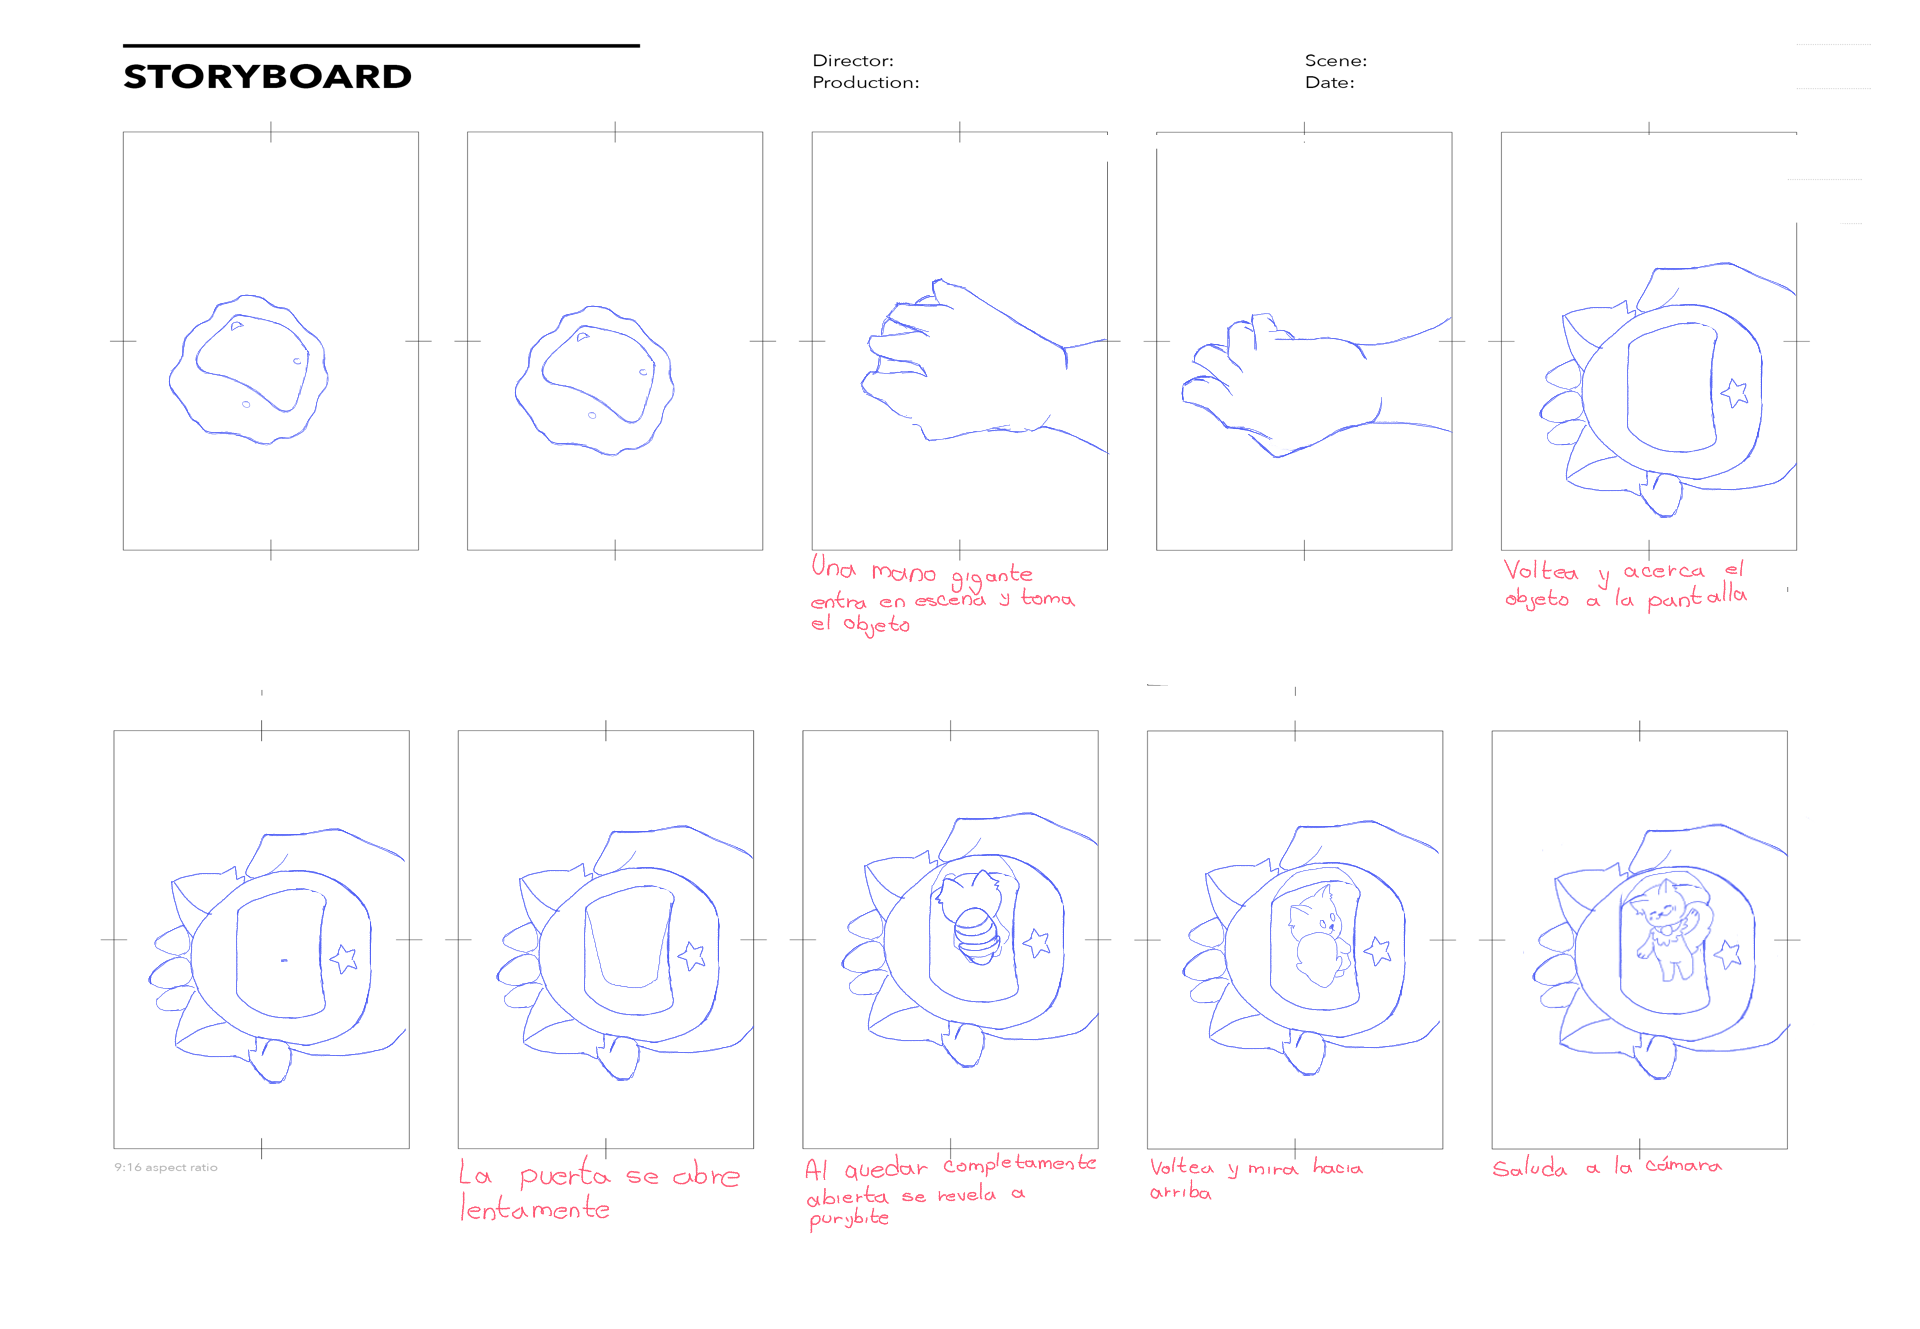 STORYBOARD
Director:
Production:
Scene:
Date:
Una mano gigante
entra en escena y toma
el objeto
Voltea y acerca el
objeto a la pantalla
9:16 aspect ratio
La puerta se abre
lentamente
Al quedar completamente
abierta se revela a
purybite
Voltea y mira hacia
arriba
Saluda a la cámara